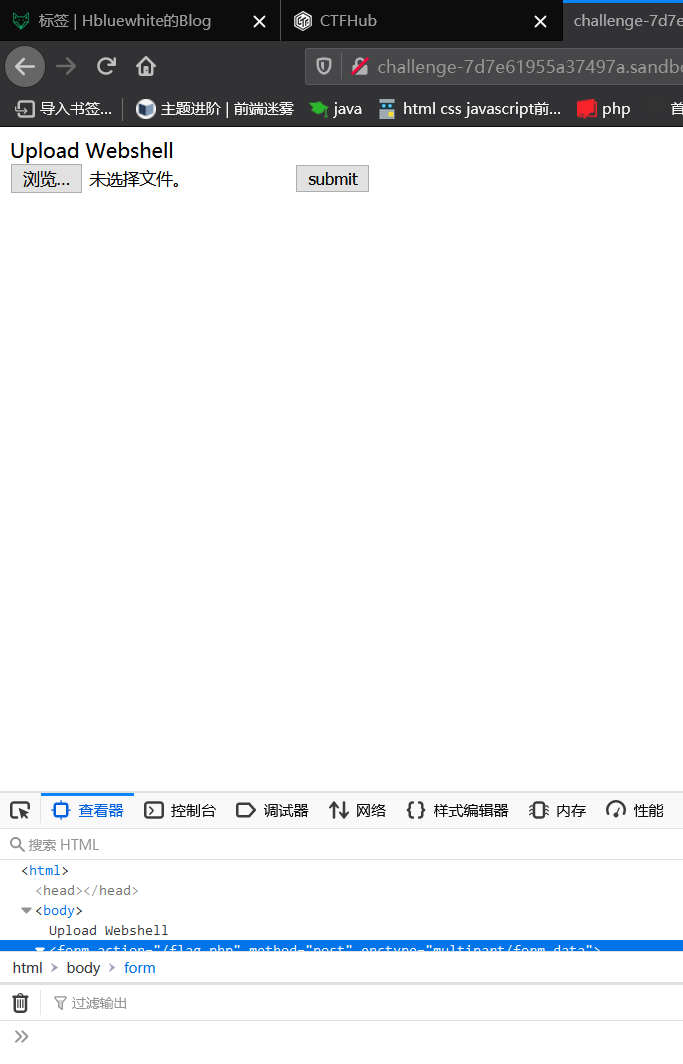 标签 | Hbluewhite的Blog
CTFHub
challenge-7d7e
challenge-7d7e61955a37497a.sandbo
导入书签...
主题进阶 | 前端迷雾
java
html css javascript前...
php
首
Upload Webshell
浏览... 未选择文件。 submit
查看器 控制台 调试器 网络 样式编辑器 内存 性能
搜索 HTML
<html>
<head></head>
<body>
Upload Webshell
<form action="/flag.php" method="post" enctype="multipart/form-data">
html > body > form
过滤输出